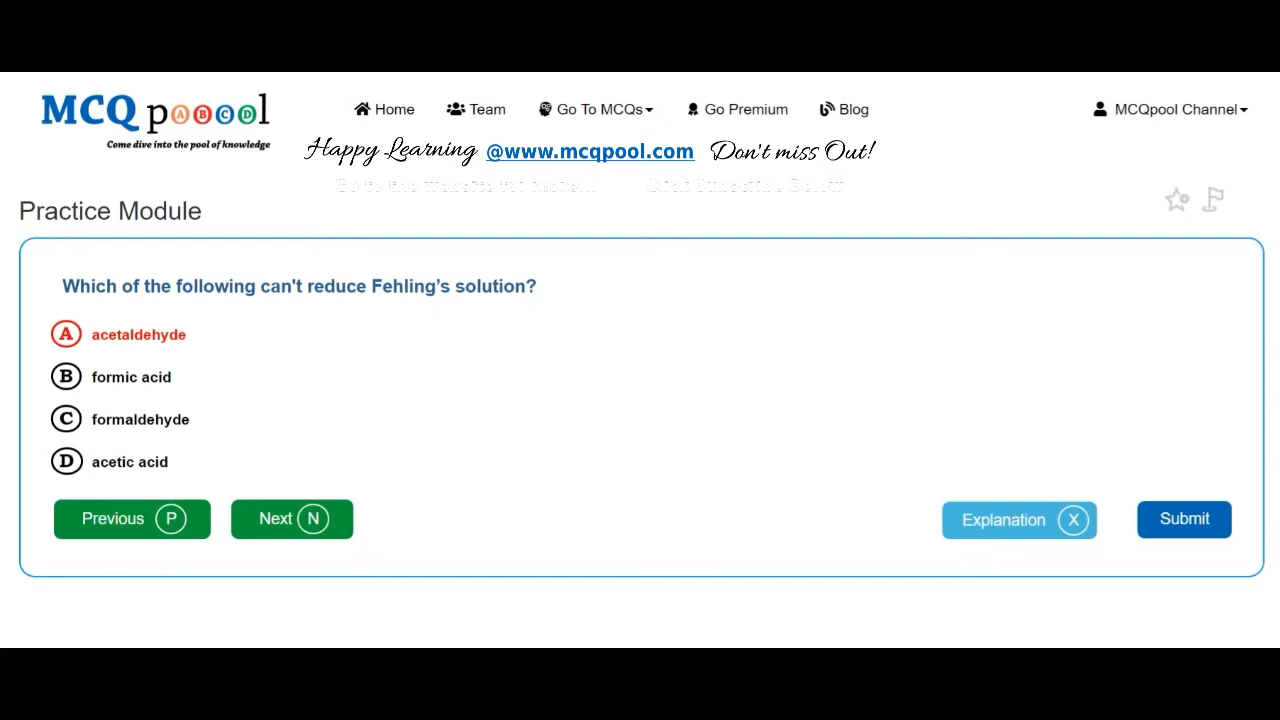 MCQ pooool
Come dive into the pool of knowledge
Home Team Go To MCQs Go Premium Blog MCQpool Channel
Happy Learning @www.mcqpool.com Don't miss Out!
Practice Module
Which of the following can't reduce Fehling’s solution?
A acetaldehyde
B formic acid
C formaldehyde
D acetic acid
Previous P Next N Explanation X Submit